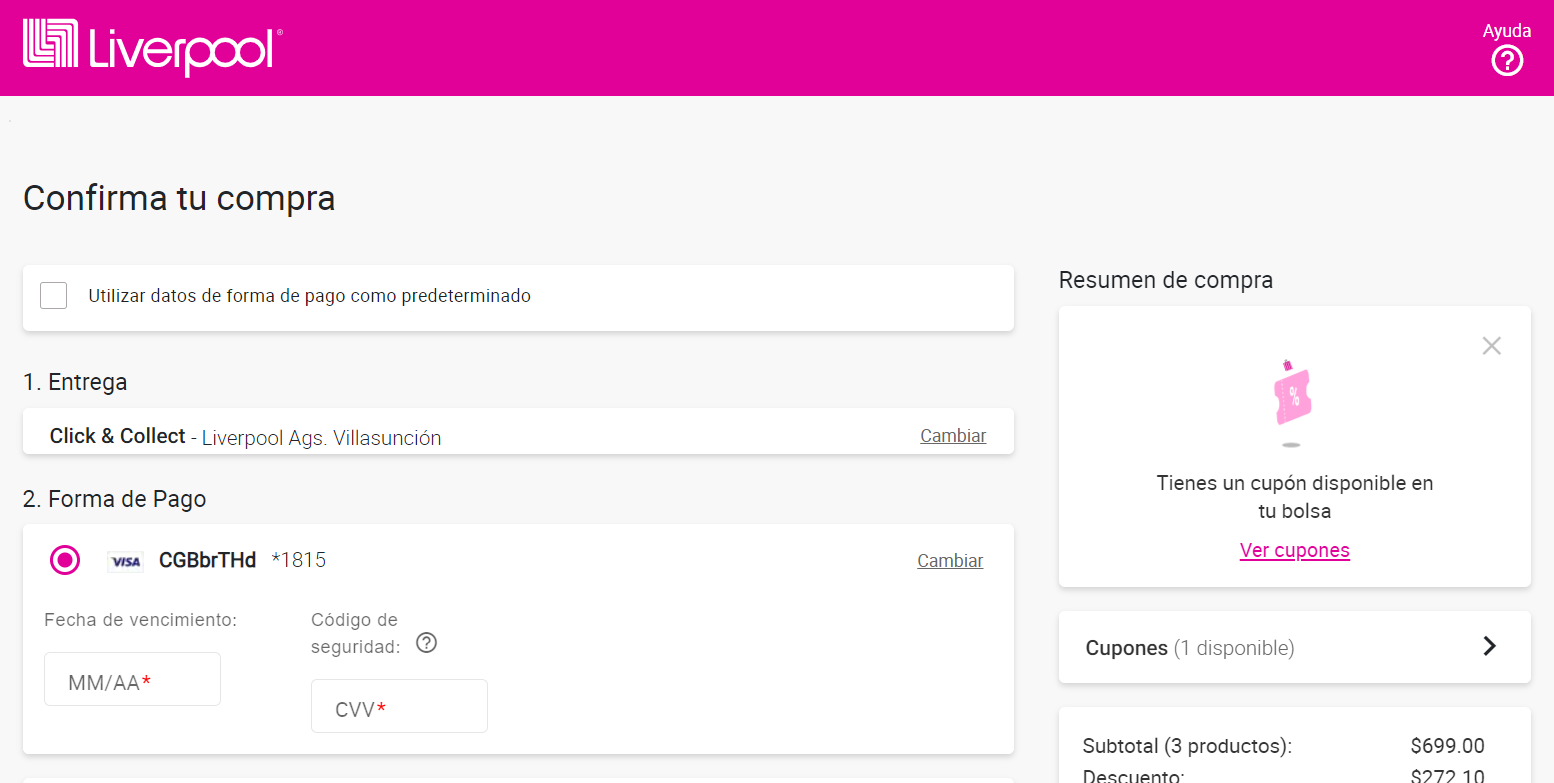 Liverpool®
Ayuda
?
Confirma tu compra
Utilizar datos de forma de pago como predeterminado
1. Entrega
Click & Collect - Liverpool Ags. Villasunción
Cambiar
2. Forma de Pago
VISA CGBbrTHd *1815
Cambiar
Fecha de vencimiento:
MM/AA*
Código de
seguridad: ?
CVV*
Resumen de compra
%
Tienes un cupón disponible en
tu bolsa
Ver cupones
Cupones (1 disponible)
Subtotal (3 productos): $699.00
Descuento: $272.10